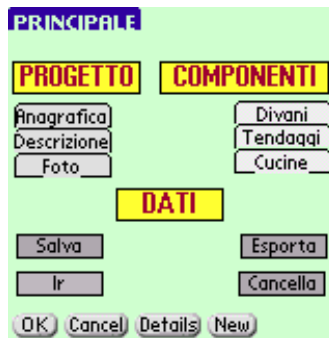 PRINCIPALE
PROGETTO COMPONENTI
Anagrafica Divani
Descrizione Tendaggi
Foto Cucine
DATI
Salva Esporta
Ir Cancella
OK Cancel Details New